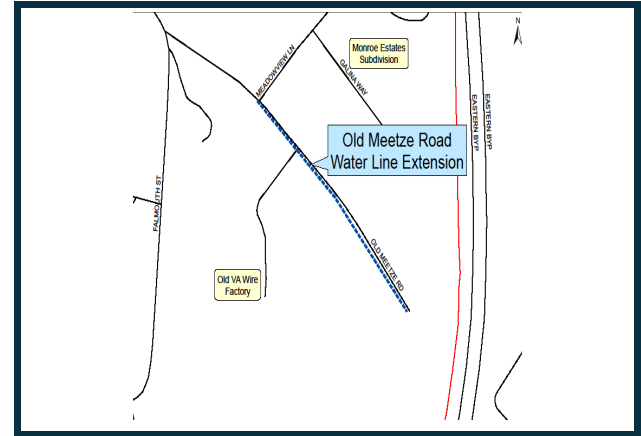 N
Monroe Estates
Subdivision
MEADOWVIEW LN
GALINA WAY
EASTERN BYP
EASTERN BYP
Old Meetze Road
Water Line Extension
FALMOUTH ST
OLD MEETZE RD
Old VA Wire
Factory